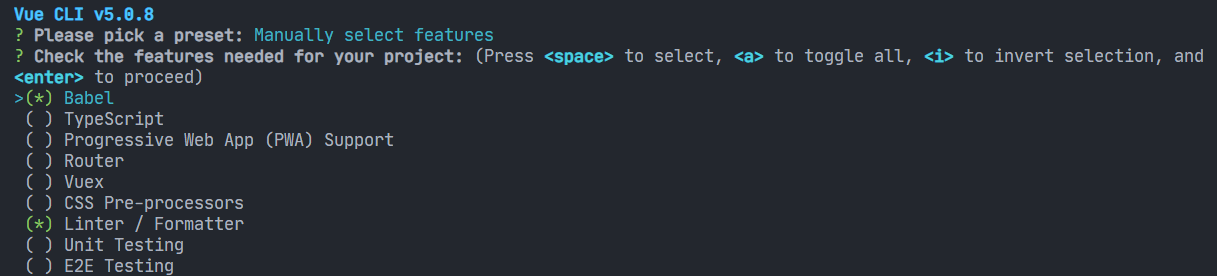 Vue CLI v5.0.8
? Please pick a preset: Manually select features
? Check the features needed for your project: (Press <space> to select, <a> to toggle all, <i> to invert selection, and
<enter> to proceed)
>(*) Babel
( ) TypeScript
( ) Progressive Web App (PWA) Support
( ) Router
( ) Vuex
( ) CSS Pre-processors
(*) Linter / Formatter
( ) Unit Testing
( ) E2E Testing